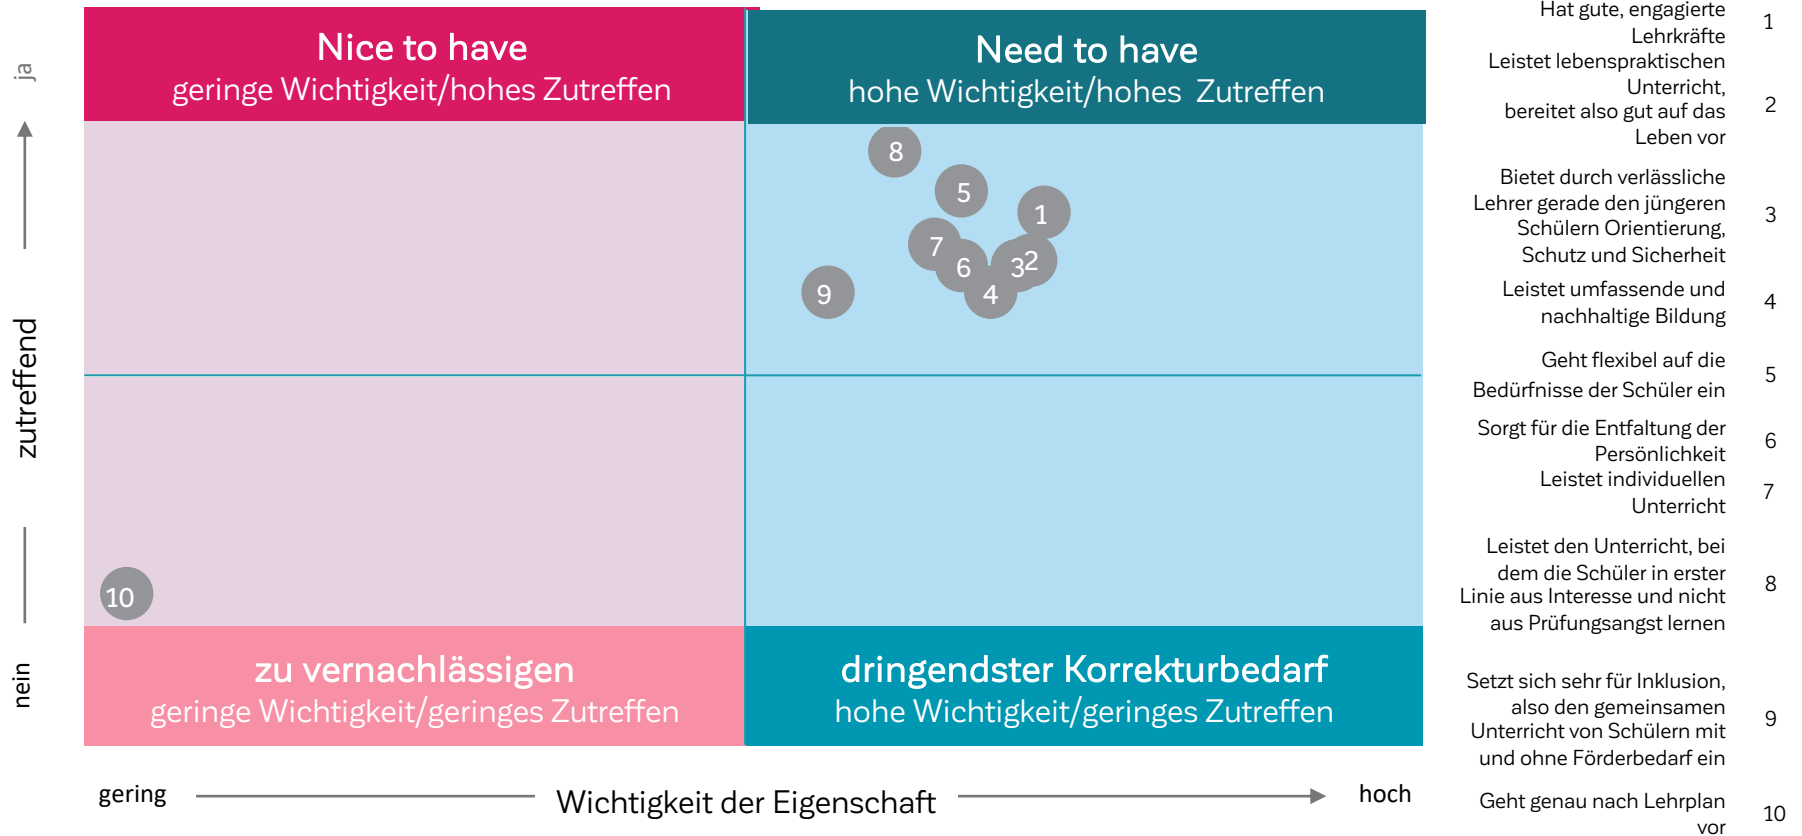 Nice to have
geringe Wichtigkeit/hohes Zutreffen
Need to have
hohe Wichtigkeit/hohes Zutreffen
ja
zutreffend
nein
8
5
1
7
6
3
2
4
9
10
zu vernachlässigen
geringe Wichtigkeit/geringes Zutreffen
dringendster Korrekturbedarf
hohe Wichtigkeit/geringes Zutreffen
gering
Wichtigkeit der Eigenschaft
hoch
Hat gute, engagierte
Lehrkräfte
1
Leistet lebenspraktischen
Unterricht,
bereitet also gut auf das
Leben vor
2
Bietet durch verlässliche
Lehrer gerade den jüngeren
Schülern Orientierung,
Schutz und Sicherheit
3
Leistet umfassende und
nachhaltige Bildung
4
Geht flexibel auf die
Bedürfnisse der Schüler ein
5
Sorgt für die Entfaltung der
Persönlichkeit
6
Leistet individuellen
Unterricht
7
Leistet den Unterricht, bei
dem die Schüler in erster
Linie aus Interesse und nicht
aus Prüfungsangst lernen
8
Setzt sich sehr für Inklusion,
also den gemeinsamen
Unterricht von Schülern mit
und ohne Förderbedarf ein
9
Geht genau nach Lehrplan
vor
10